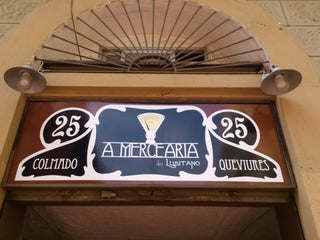 25
25
A MERCEARIA
do LUSITANO
COLMADO
QUEVIURES